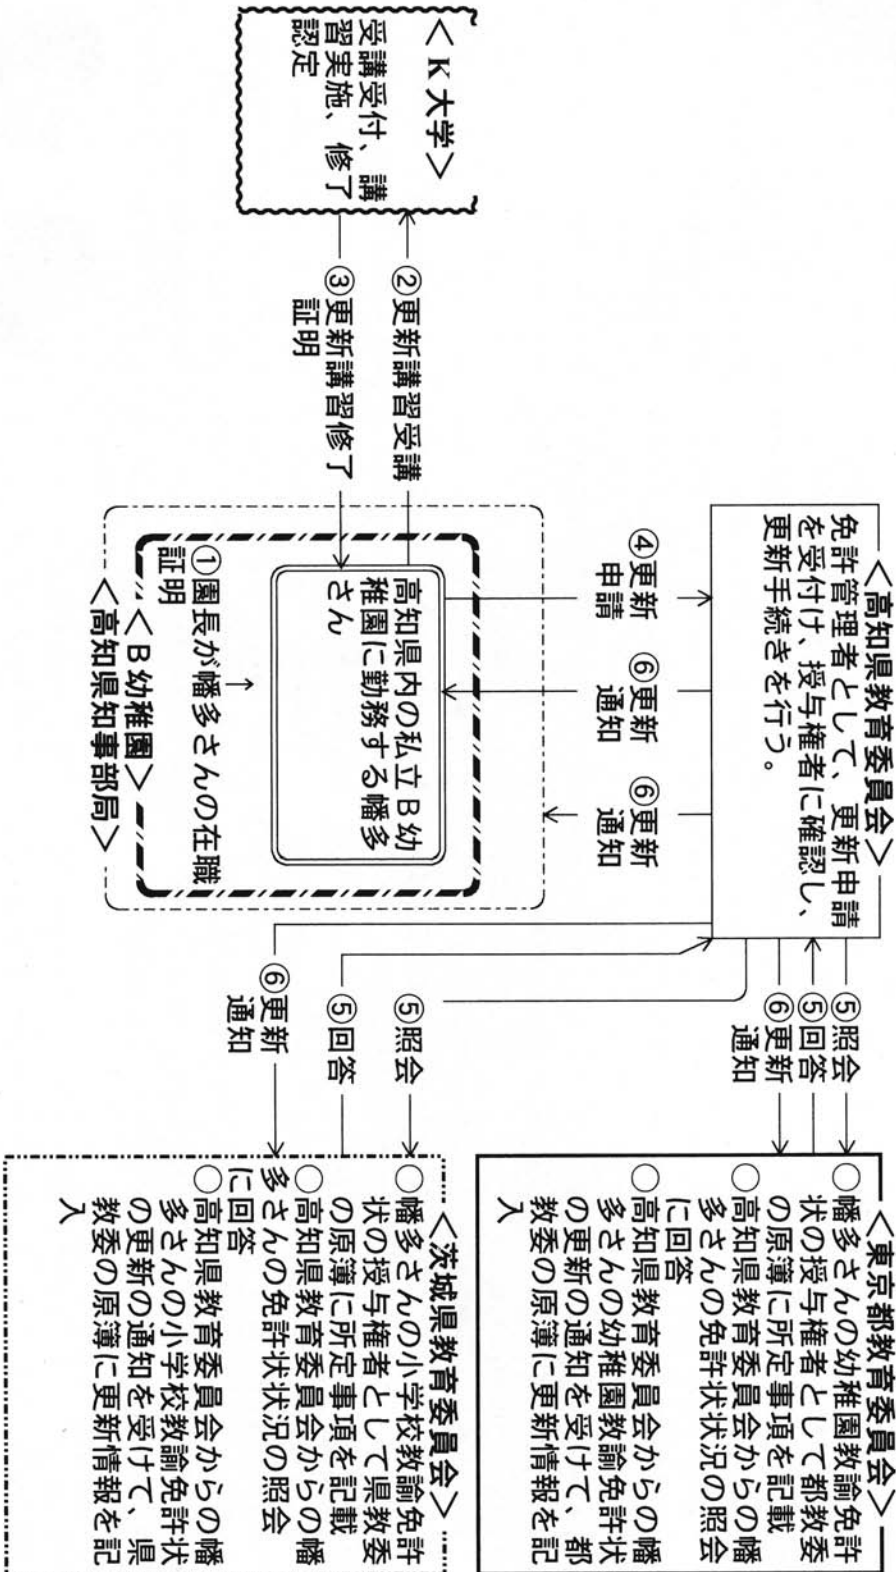 <高知県教育委員会>
免許管理者として、更新申請
を受付け、授与権者に確認し、
更新手続きを行う。
<東京都教育委員会>
○幡多さんの幼稚園教諭免許
状の授与権者として都教委
の原簿に所定事項を記載
○高知県教育委員会からの幡
多さんの免許状状況の照会
に回答
○高知県教育委員会からの幡
多さんの幼稚園教諭免許状
の更新の通知を受けて、都
教委の原簿に更新情報を記
入
⑤照会
⑤回答
⑥更新
通知
④更新
申請
⑥更新
通知
⑥更新
通知
<K大学>
受講受付、講
習実施、修了
認定
②更新講習受講
③更新講習修了
証明
高知県内の私立B幼
稚園に勤務する幡多
さん
①園長が幡多さんの在職
証明
<B幼稚園>
<高知県知事部局>
⑤照会
⑤回答
⑥更新
通知
<茨城県教育委員会>
○幡多さんの小学校教諭免許
状の授与権者として県教委
の原簿に所定事項を記載
○高知県教育委員会からの幡
多さんの免許状状況の照会
に回答
○高知県教育委員会からの幡
多さんの小学校教諭免許状
の更新の通知を受けて、県
教委の原簿に更新情報を記
入